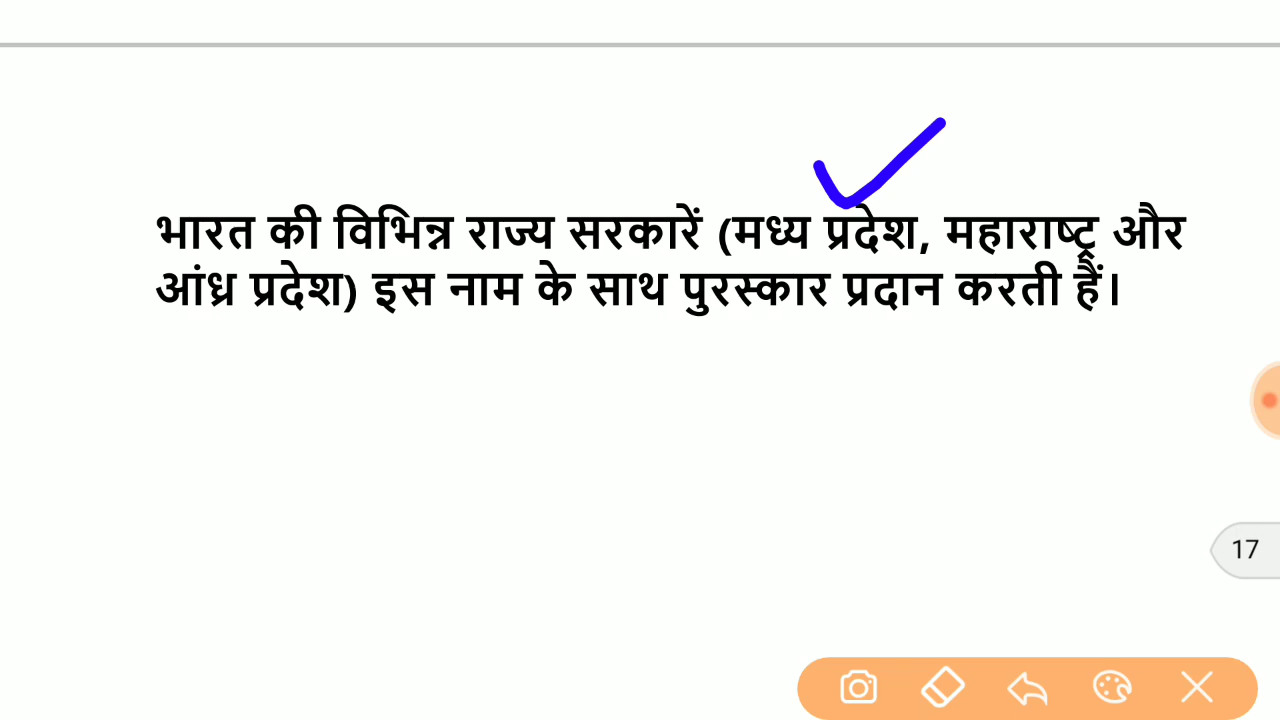 भारत की विभिन्न राज्य सरकारें (मध्य प्रदेश, महाराष्ट्र और
आंध्र प्रदेश) इस नाम के साथ पुरस्कार प्रदान करती हैं।
17